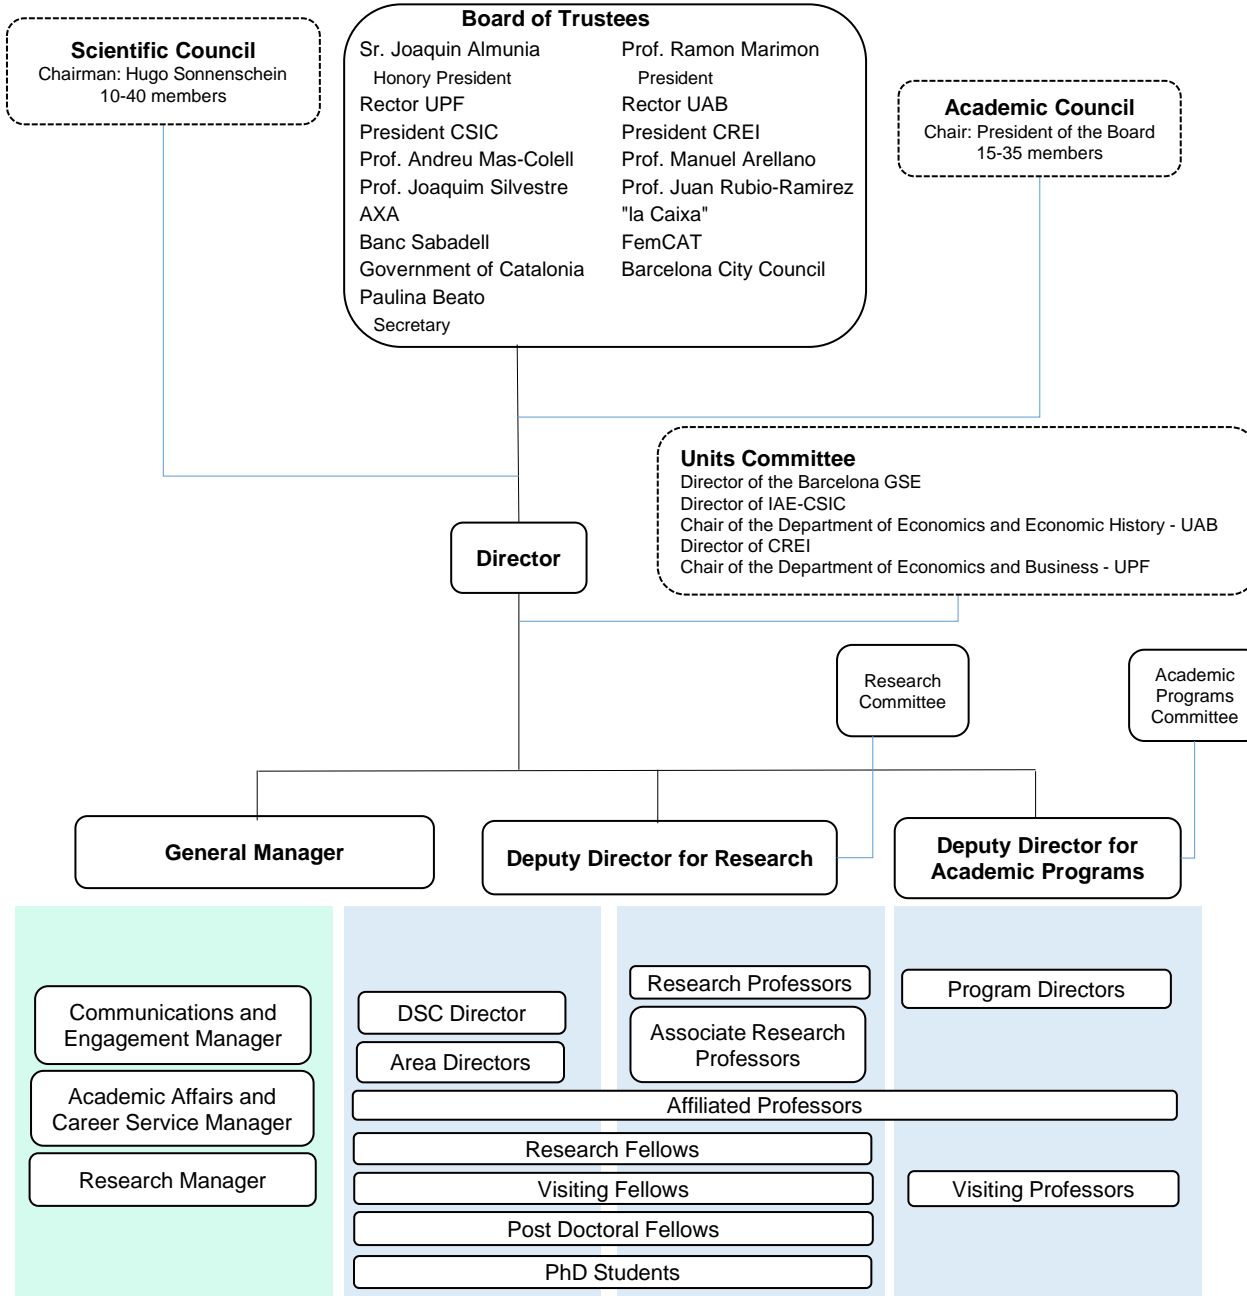 Board of Trustees
Sr. Joaquin Almunia
Honory President
Prof. Ramon Marimon
President
Rector UPF
Rector UAB
President CSIC
President CREI
Prof. Andreu Mas-Colell
Prof. Manuel Arellano
Prof. Joaquim Silvestre
Prof. Juan Rubio-Ramirez
AXA
"la Caixa"
Banc Sabadell
FemCAT
Government of Catalonia
Barcelona City Council
Paulina Beato
Secretary
Scientific Council
Chairman: Hugo Sonnenschein
10-40 members
Academic Council
Chair: President of the Board
15-35 members
Units Committee
Director of the Barcelona GSE
Director of IAE-CSIC
Chair of the Department of Economics and Economic History - UAB
Director of CREI
Chair of the Department of Economics and Business - UPF
Director
Research
Committee
Academic
Programs
Committee
General Manager
Deputy Director for Research
Deputy Director for
Academic Programs
Communications and
Engagement Manager
Academic Affairs and
Career Service Manager
Research Manager
DSC Director
Area Directors
Research Professors
Associate Research
Professors
Program Directors
Affiliated Professors
Research Fellows
Visiting Fellows
Visiting Professors
Post Doctoral Fellows
PhD Students